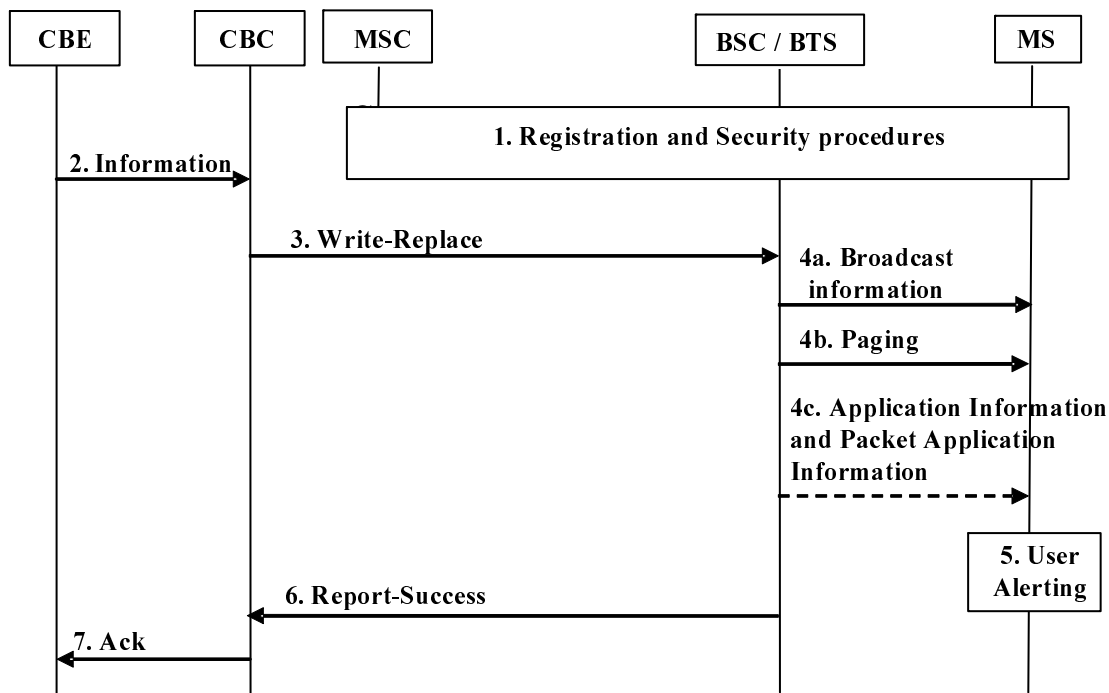 CBE
CBC
MSC
BSC / BTS
MS
1. Registration and Security procedures
2. Information
3. Write-Replace
4a. Broadcast
information
4b. Paging
4c. Application Information
and Packet Application
Information
5. User
Alerting
6. Report-Success
7. Ack